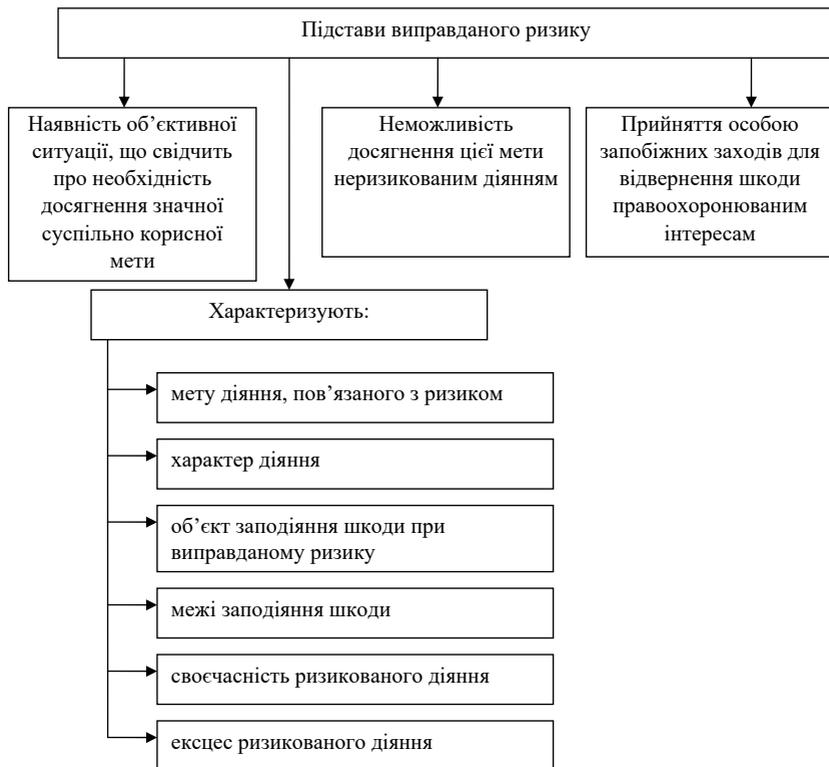 Підстави виправданого ризику
Наявність об’єктивної
ситуації, що свідчить
про необхідність
досягнення значної
суспільно корисної
мети
Неможливість
досягнення цієї мети
неризикованим діянням
Прийняття особою
запобіжних заходів для
відвернення шкоди
правоохоронюваним
інтересам
Характеризують:
мету діяння, пов’язаного з ризиком
характер діяння
об’єкт заподіяння шкоди при
виправданому ризику
межі заподіяння шкоди
своєчасність ризикованого діяння
ексцес ризикованого діяння